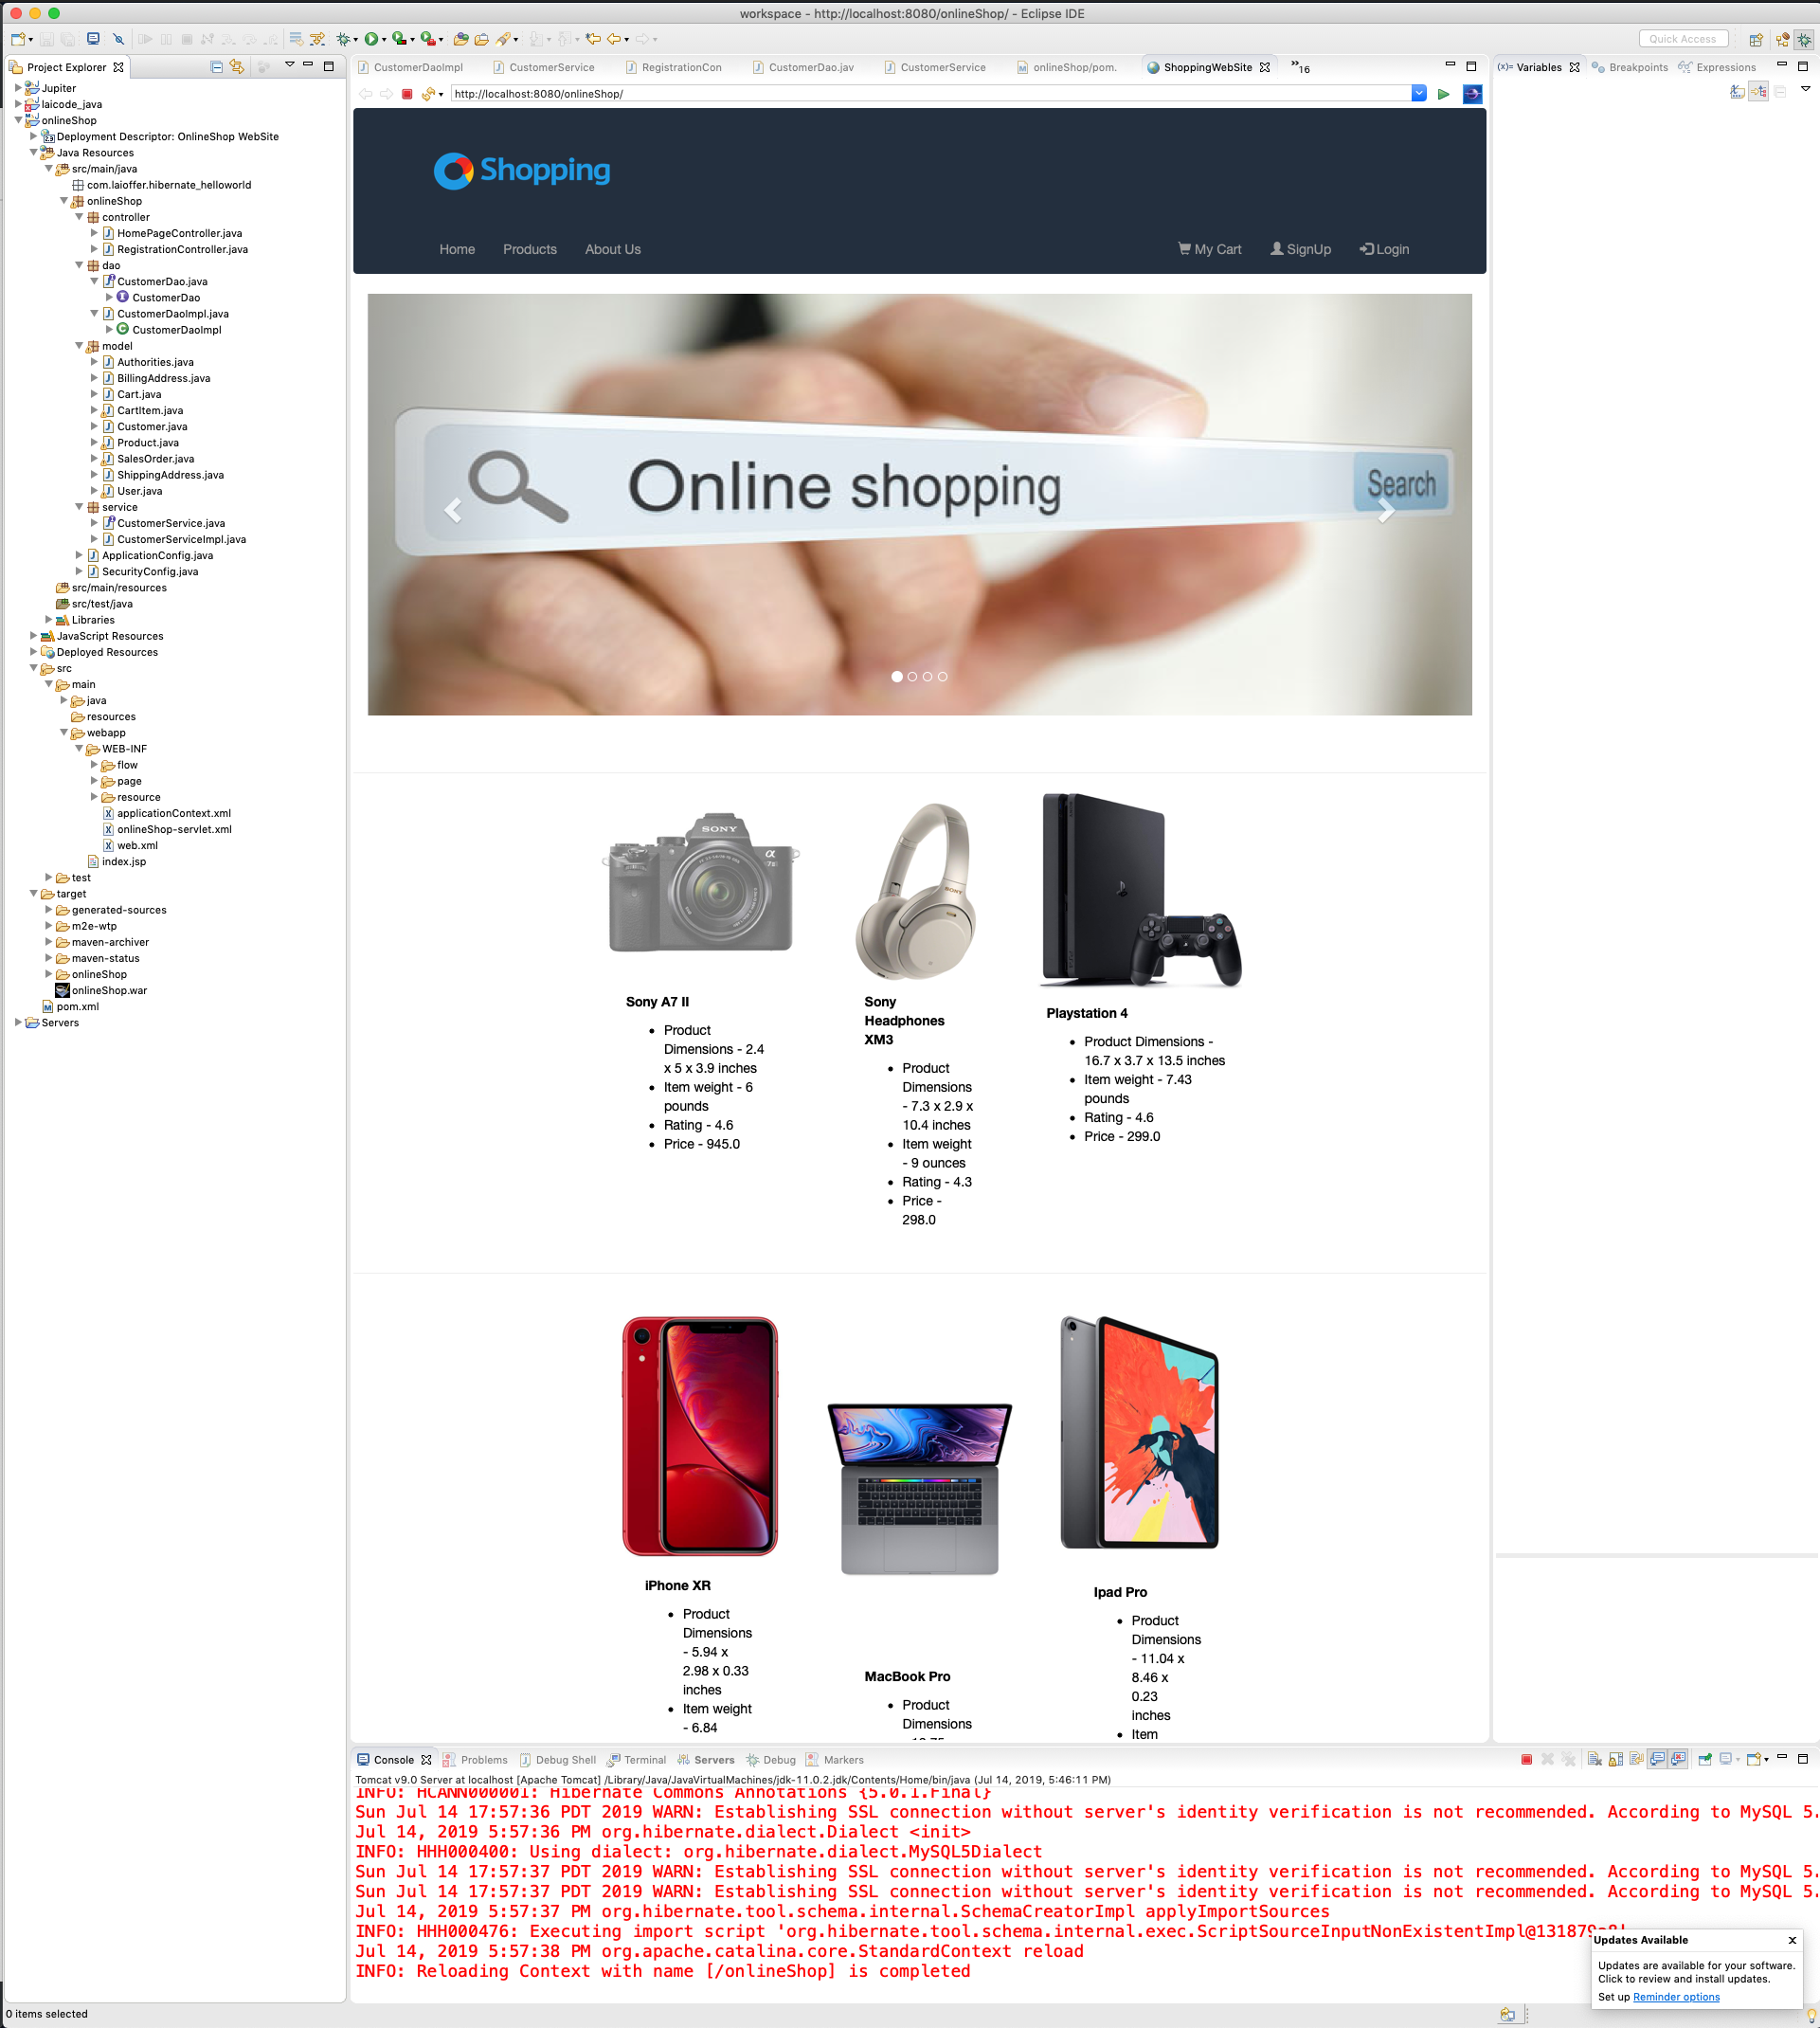 workspace - http://localhost:8080/onlineShop/ - Eclipse IDE
Quick Access
Project Explorer
Jupiter
laicode_java
onlineShop
Deployment Descriptor: OnlineShop WebSite
Java Resources
src/main/java
com.laioffer.hibernate_helloworld
onlineShop
controller
HomePageController.java
RegistrationController.java
dao
CustomerDao.java
CustomerDao
CustomerDaoImpl.java
CustomerDaoImpl
model
Authorities.java
BillingAddress.java
Cart.java
CartItem.java
Customer.java
Product.java
SalesOrder.java
ShippingAddress.java
User.java
service
CustomerService.java
CustomerServiceImpl.java
ApplicationConfig.java
SecurityConfig.java
src/main/resources
src/test/java
Libraries
JavaScript Resources
Deployed Resources
src
main
java
resources
webapp
WEB-INF
flow
page
resource
applicationContext.xml
onlineShop-servlet.xml
web.xml
index.jsp
test
target
generated-sources
m2e-wtp
maven-archiver
maven-status
onlineShop
onlineShop.war
pom.xml
Servers
CustomerDaoImpl CustomerService RegistrationCon CustomerDao.jav CustomerService onlineShop/pom. ShoppingWebSite »16
http://localhost:8080/onlineShop/
Shopping
Home Products About Us My Cart SignUp Login
Online shopping Search
SONY
α
SONY
Sony A7 II
Product
Dimensions - 2.4
x 5 x 3.9 inches
Item weight - 6
pounds
Rating - 4.6
Price - 945.0
Sony
Headphones
XM3
Product
Dimensions
- 7.3 x 2.9 x
10.4 inches
Item weight
- 9 ounces
Rating - 4.3
Price -
298.0
Playstation 4
Product Dimensions -
16.7 x 3.7 x 13.5 inches
Item weight - 7.43
pounds
Rating - 4.6
Price - 299.0
iPhone XR
Product
Dimensions
- 5.94 x
2.98 x 0.33
inches
Item weight
- 6.84
MacBook Pro
Product
Dimensions
Ipad Pro
Product
Dimensions
- 11.04 x
8.46 x
0.23
inches
Item
(x)= Variables Breakpoints Expressions
Console Problems Debug Shell Terminal Servers Debug Markers
Tomcat v9.0 Server at localhost [Apache Tomcat] /Library/Java/JavaVirtualMachines/jdk-11.0.2.jdk/Contents/Home/bin/java (Jul 14, 2019, 5:46:11 PM)
INFO: HCANN000001: Hibernate Commons Annotations {5.0.1.Final}
Sun Jul 14 17:57:36 PDT 2019 WARN: Establishing SSL connection without server's identity verification is not recommended. According to MySQL 5.
Jul 14, 2019 5:57:36 PM org.hibernate.dialect.Dialect <init>
INFO: HHH000400: Using dialect: org.hibernate.dialect.MySQL5Dialect
Sun Jul 14 17:57:37 PDT 2019 WARN: Establishing SSL connection without server's identity verification is not recommended. According to MySQL 5.
Sun Jul 14 17:57:37 PDT 2019 WARN: Establishing SSL connection without server's identity verification is not recommended. According to MySQL 5.
Jul 14, 2019 5:57:37 PM org.hibernate.tool.schema.internal.SchemaCreatorImpl applyImportSources
INFO: HHH000476: Executing import script 'org.hibernate.tool.schema.internal.exec.ScriptSourceInputNonExistentImpl@131879a8'
Jul 14, 2019 5:57:38 PM org.apache.catalina.core.StandardContext reload
INFO: Reloading Context with name [/onlineShop] is completed
Updates Available
Updates are available for your software.
Click to review and install updates.
Set up Reminder options
0 items selected